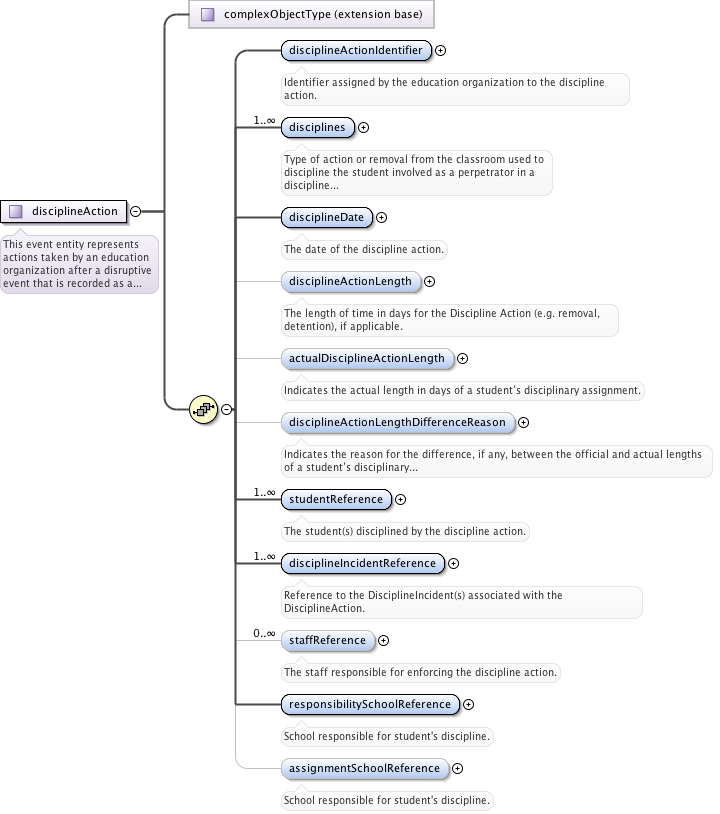 complexObjectType (extension base)
disciplineActionIdentifier
Identifier assigned by the education organization to the discipline
action.
1..∞
disciplines
Type of action or removal from the classroom used to
discipline the student involved as a perpetrator in a
discipline...
disciplineAction
This event entity represents
actions taken by an education
organization after a disruptive
event that is recorded as a...
disciplineDate
The date of the discipline action.
disciplineActionLength
The length of time in days for the Discipline Action (e.g. removal,
detention), if applicable.
actualDisciplineActionLength
Indicates the actual length in days of a student's disciplinary assignment.
disciplineActionLengthDifferenceReason
Indicates the reason for the difference, if any, between the official and actual lengths
of a student's disciplinary...
1..∞
studentReference
The student(s) disciplined by the discipline action.
1..∞
disciplineIncidentReference
Reference to the DisciplineIncident(s) associated with the
DisciplineAction.
0..∞
staffReference
The staff responsible for enforcing the discipline action.
responsibilitySchoolReference
School responsible for student's discipline.
assignmentSchoolReference
School responsible for student's discipline.